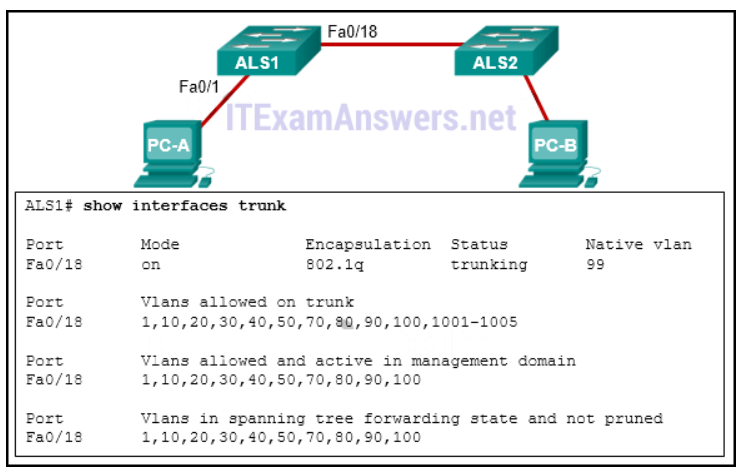 Fa0/18
ALS1
ALS2
Fa0/1
ITExamAnswers.net
PC-A
PC-B
ALS1# show interfaces trunk
Port Mode Encapsulation Status Native vlan
Fa0/18 on 802.1q trunking 99
Port Vlans allowed on trunk
Fa0/18 1,10,20,30,40,50,70,80,90,100,1001-1005
Port Vlans allowed and active in management domain
Fa0/18 1,10,20,30,40,50,70,80,90,100
Port Vlans in spanning tree forwarding state and not pruned
Fa0/18 1,10,20,30,40,50,70,80,90,100